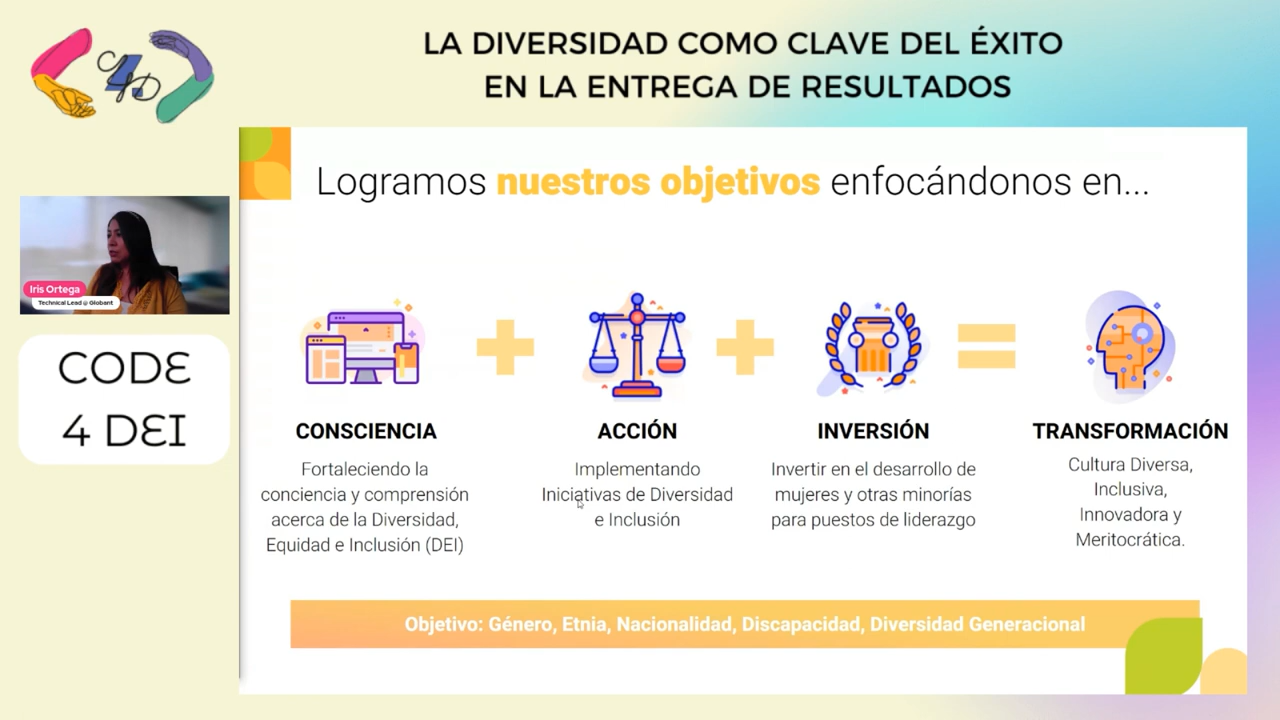 LA DIVERSIDAD COMO CLAVE DEL ÉXITO
EN LA ENTREGA DE RESULTADOS
Logramos nuestros objetivos enfocándonos en...
Iris Ortega
Technical Lead @ Globant
CODE
4 DEI
CONSCIENCIA
Fortaleciendo la
conciencia y comprensión
acerca de la Diversidad,
Equidad e Inclusión (DEI)
ACCIÓN
Implementando
Iniciativas de Diversidad
e Inclusión
INVERSIÓN
Invertir en el desarrollo de
mujeres y otras minorías
para puestos de liderazgo
TRANSFORMACIÓN
Cultura Diversa,
Inclusiva,
Innovadora y
Meritocrática.
Objetivo: Género, Etnia, Nacionalidad, Discapacidad, Diversidad Generacional